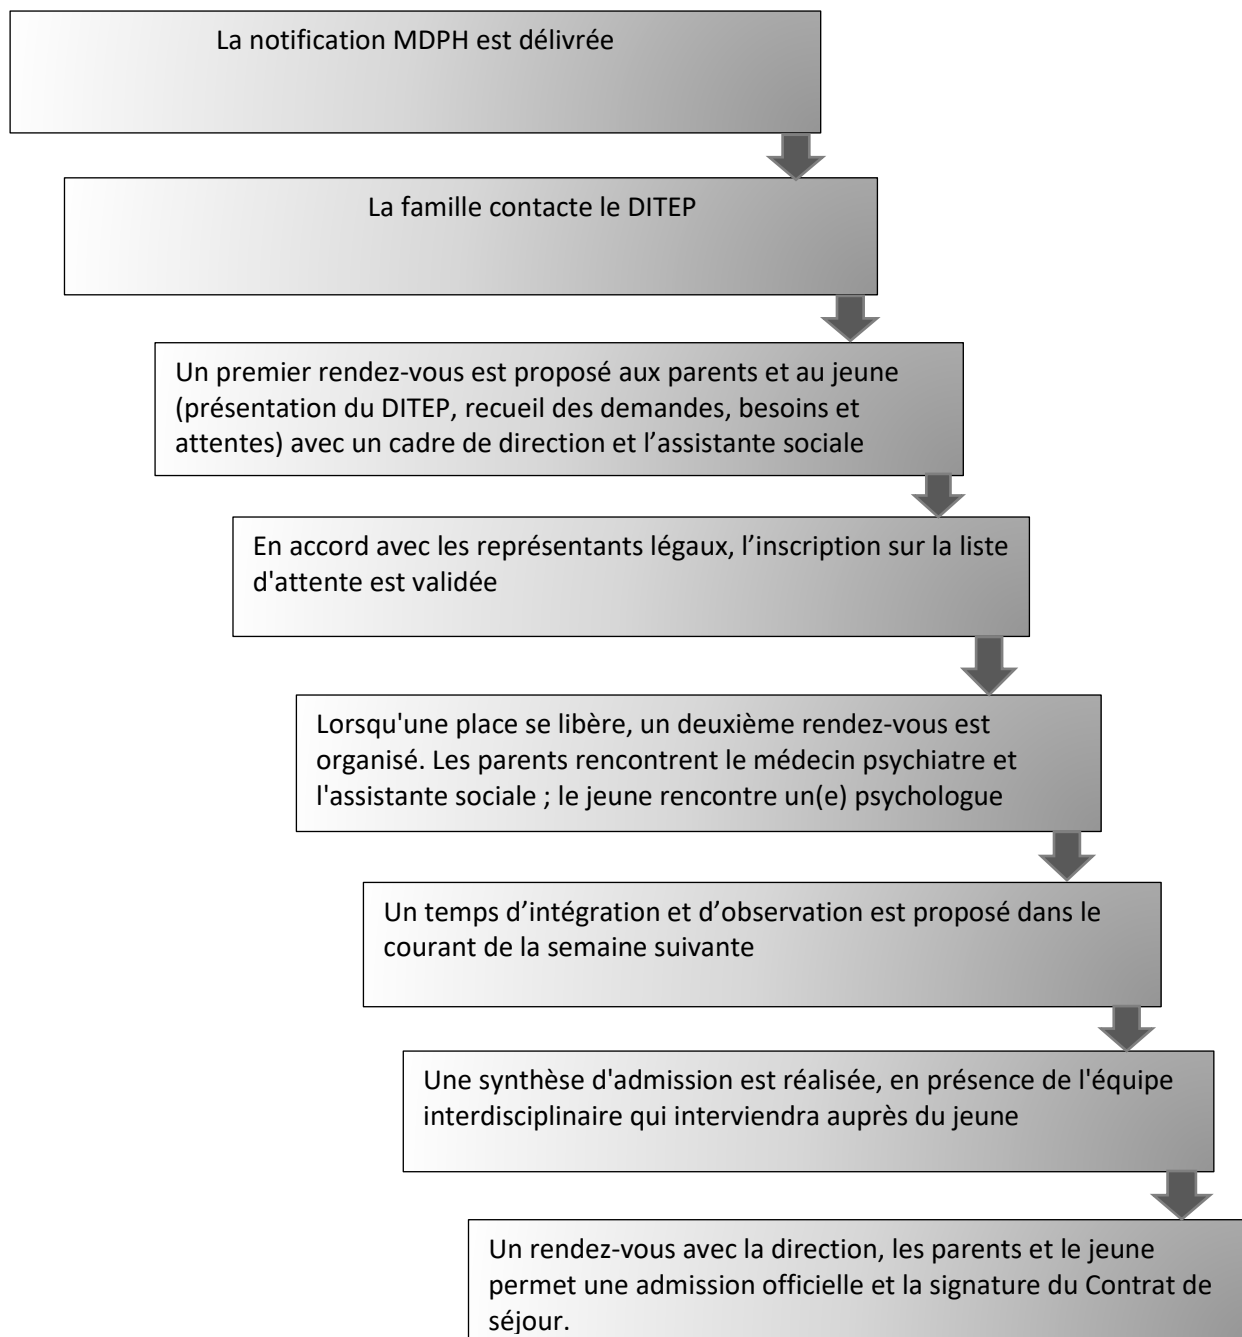 La notification MDPH est délivrée
La famille contacte le DITEP
Un premier rendez-vous est proposé aux parents et au jeune
(présentation du DITEP, recueil des demandes, besoins et
attentes) avec un cadre de direction et l’assistante sociale
En accord avec les représentants légaux, l’inscription sur la liste
d'attente est validée
Lorsqu'une place se libère, un deuxième rendez-vous est
organisé. Les parents rencontrent le médecin psychiatre et
l'assistante sociale ; le jeune rencontre un(e) psychologue
Un temps d’intégration et d’observation est proposé dans le
courant de la semaine suivante
Une synthèse d'admission est réalisée, en présence de l'équipe
interdisciplinaire qui interviendra auprès du jeune
Un rendez-vous avec la direction, les parents et le jeune
permet une admission officielle et la signature du Contrat de
séjour.